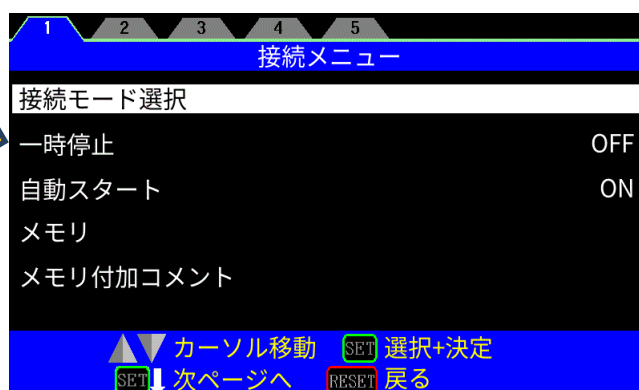 1 2 3 4 5
接続メニュー
接続モード選択
一時停止 OFF
自動スタート ON
メモリ
メモリ付加コメント
カーソル移動 SET 選択+決定
SET 次ページへ RESET 戻る